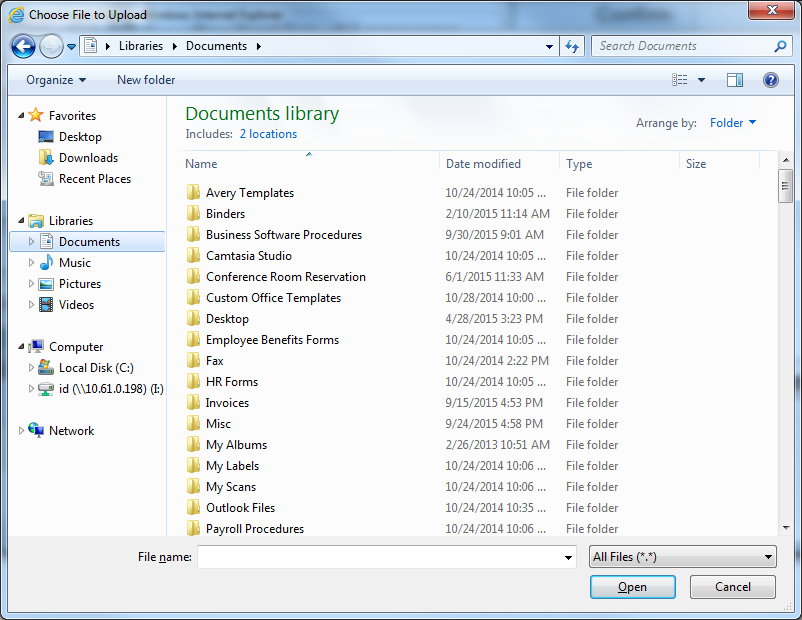 Choose File to Upload
Libraries Documents
Search Documents
Organize New folder
Favorites
Desktop
Downloads
Recent Places
Libraries
Documents
Music
Pictures
Videos
Computer
Local Disk (C:)
id (\\10.61.0.198) (I:)
Network
Documents library
Includes: 2 locations
Arrange by: Folder
Name Date modified Type Size
Avery Templates 10/24/2014 10:05 ... File folder
Binders 2/10/2015 11:14 AM File folder
Business Software Procedures 9/30/2015 9:01 AM File folder
Camtasia Studio 10/24/2014 10:05 ... File folder
Conference Room Reservation 6/1/2015 11:33 AM File folder
Custom Office Templates 10/28/2014 10:00 ... File folder
Desktop 4/28/2015 3:23 PM File folder
Employee Benefits Forms 10/24/2014 10:05 ... File folder
Fax 10/24/2014 2:22 PM File folder
HR Forms 10/24/2014 10:05 ... File folder
Invoices 9/15/2015 4:53 PM File folder
Misc 9/24/2015 4:58 PM File folder
My Albums 2/26/2013 10:51 AM File folder
My Labels 10/24/2014 10:06 ... File folder
My Scans 10/24/2014 10:06 ... File folder
Outlook Files 10/24/2014 10:35 ... File folder
Payroll Procedures 10/24/2014 10:06 ... File folder
File name: All Files (*.*)
Open Cancel